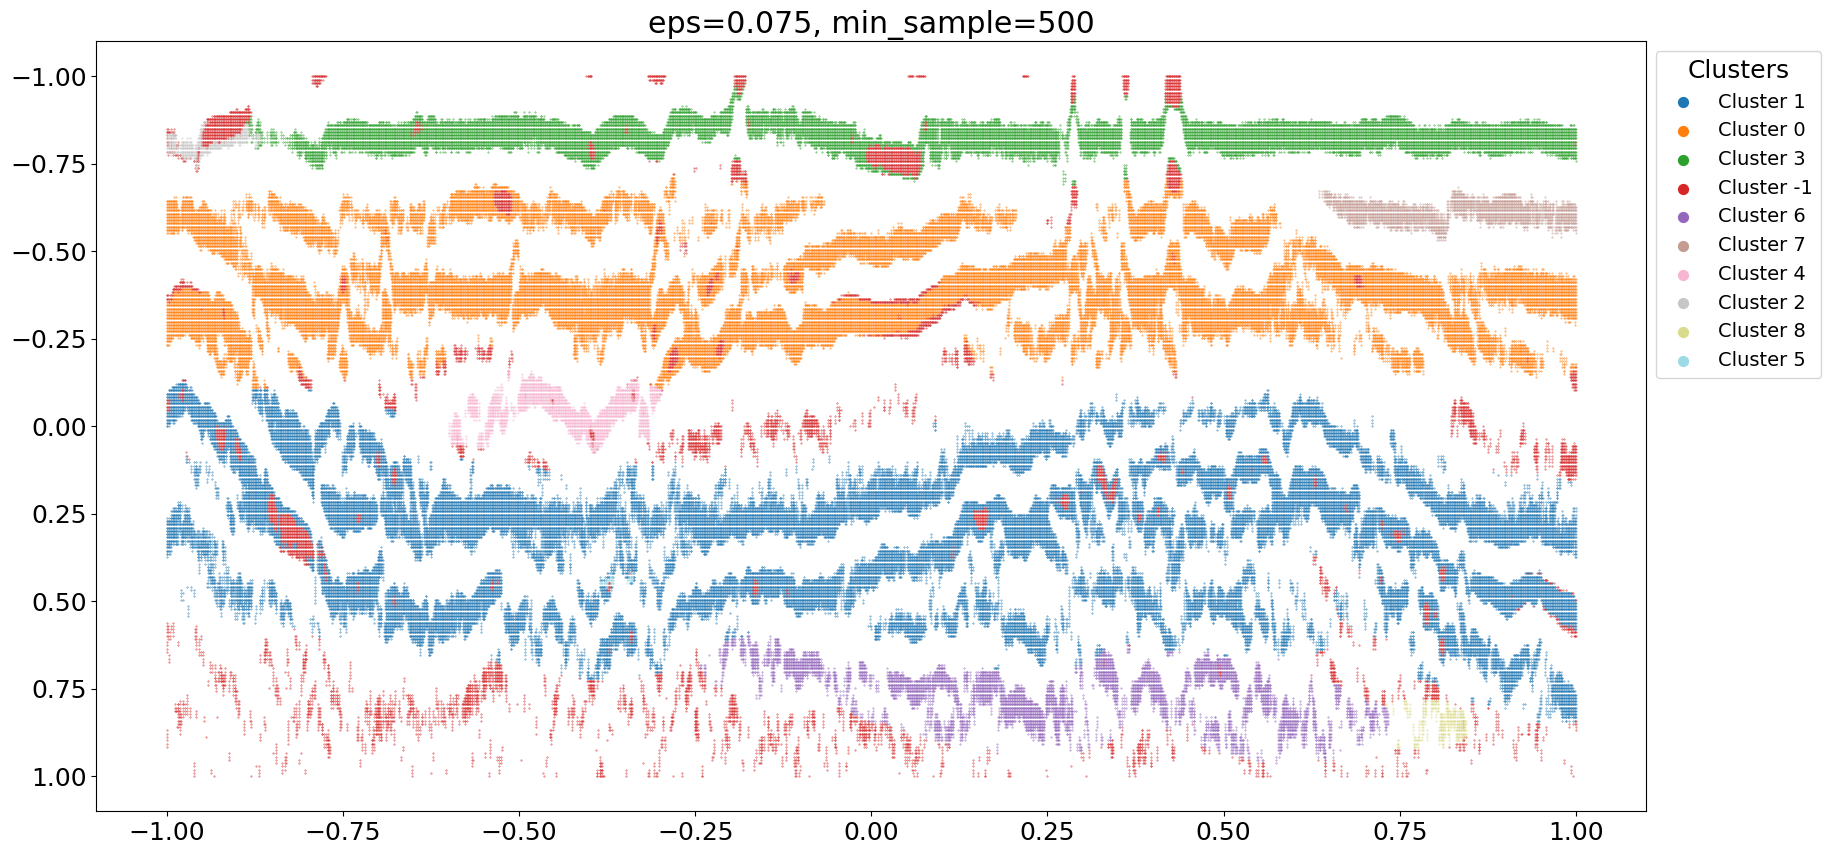 eps=0.075, min_sample=500
−1.00
−0.75
−0.50
−0.25
0.00
0.25
0.50
0.75
1.00
−1.00 −0.75 −0.50 −0.25 0.00 0.25 0.50 0.75 1.00
Clusters
Cluster 1
Cluster 0
Cluster 3
Cluster -1
Cluster 6
Cluster 7
Cluster 4
Cluster 2
Cluster 8
Cluster 5